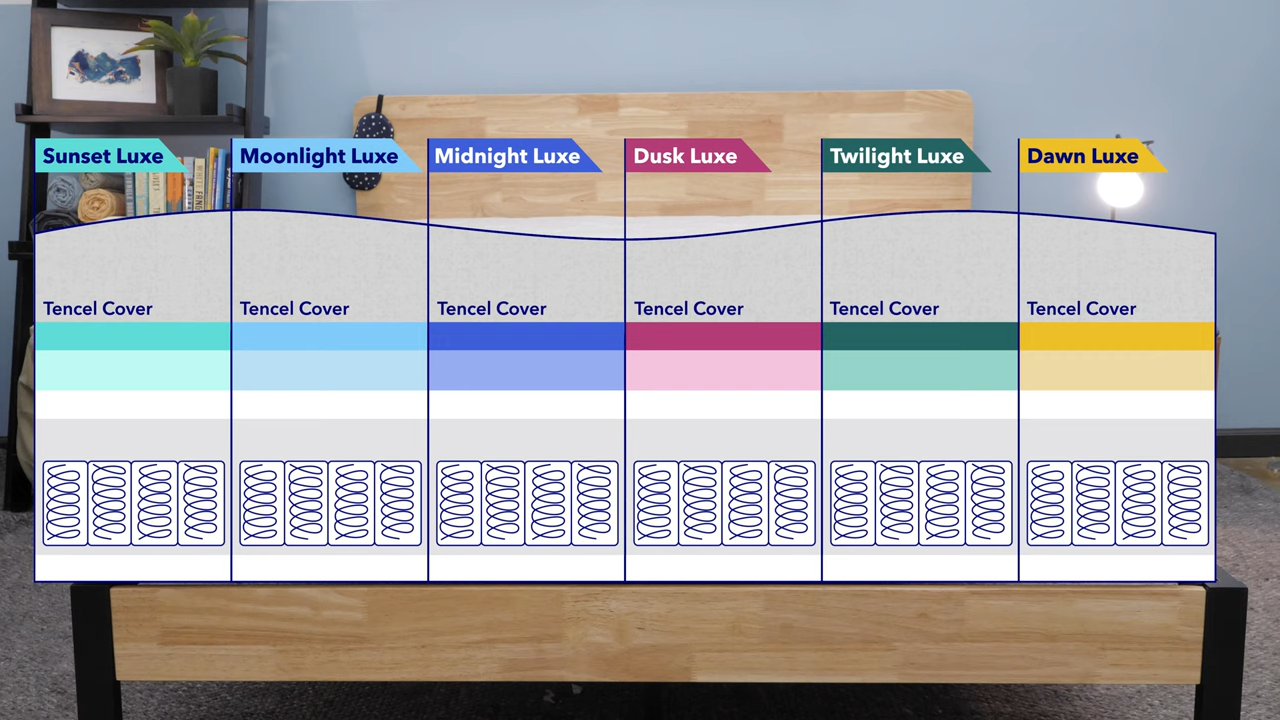 Sunset Luxe
Moonlight Luxe
Midnight Luxe
Dusk Luxe
Twilight Luxe
Dawn Luxe
Tencel Cover
Tencel Cover
Tencel Cover
Tencel Cover
Tencel Cover
Tencel Cover